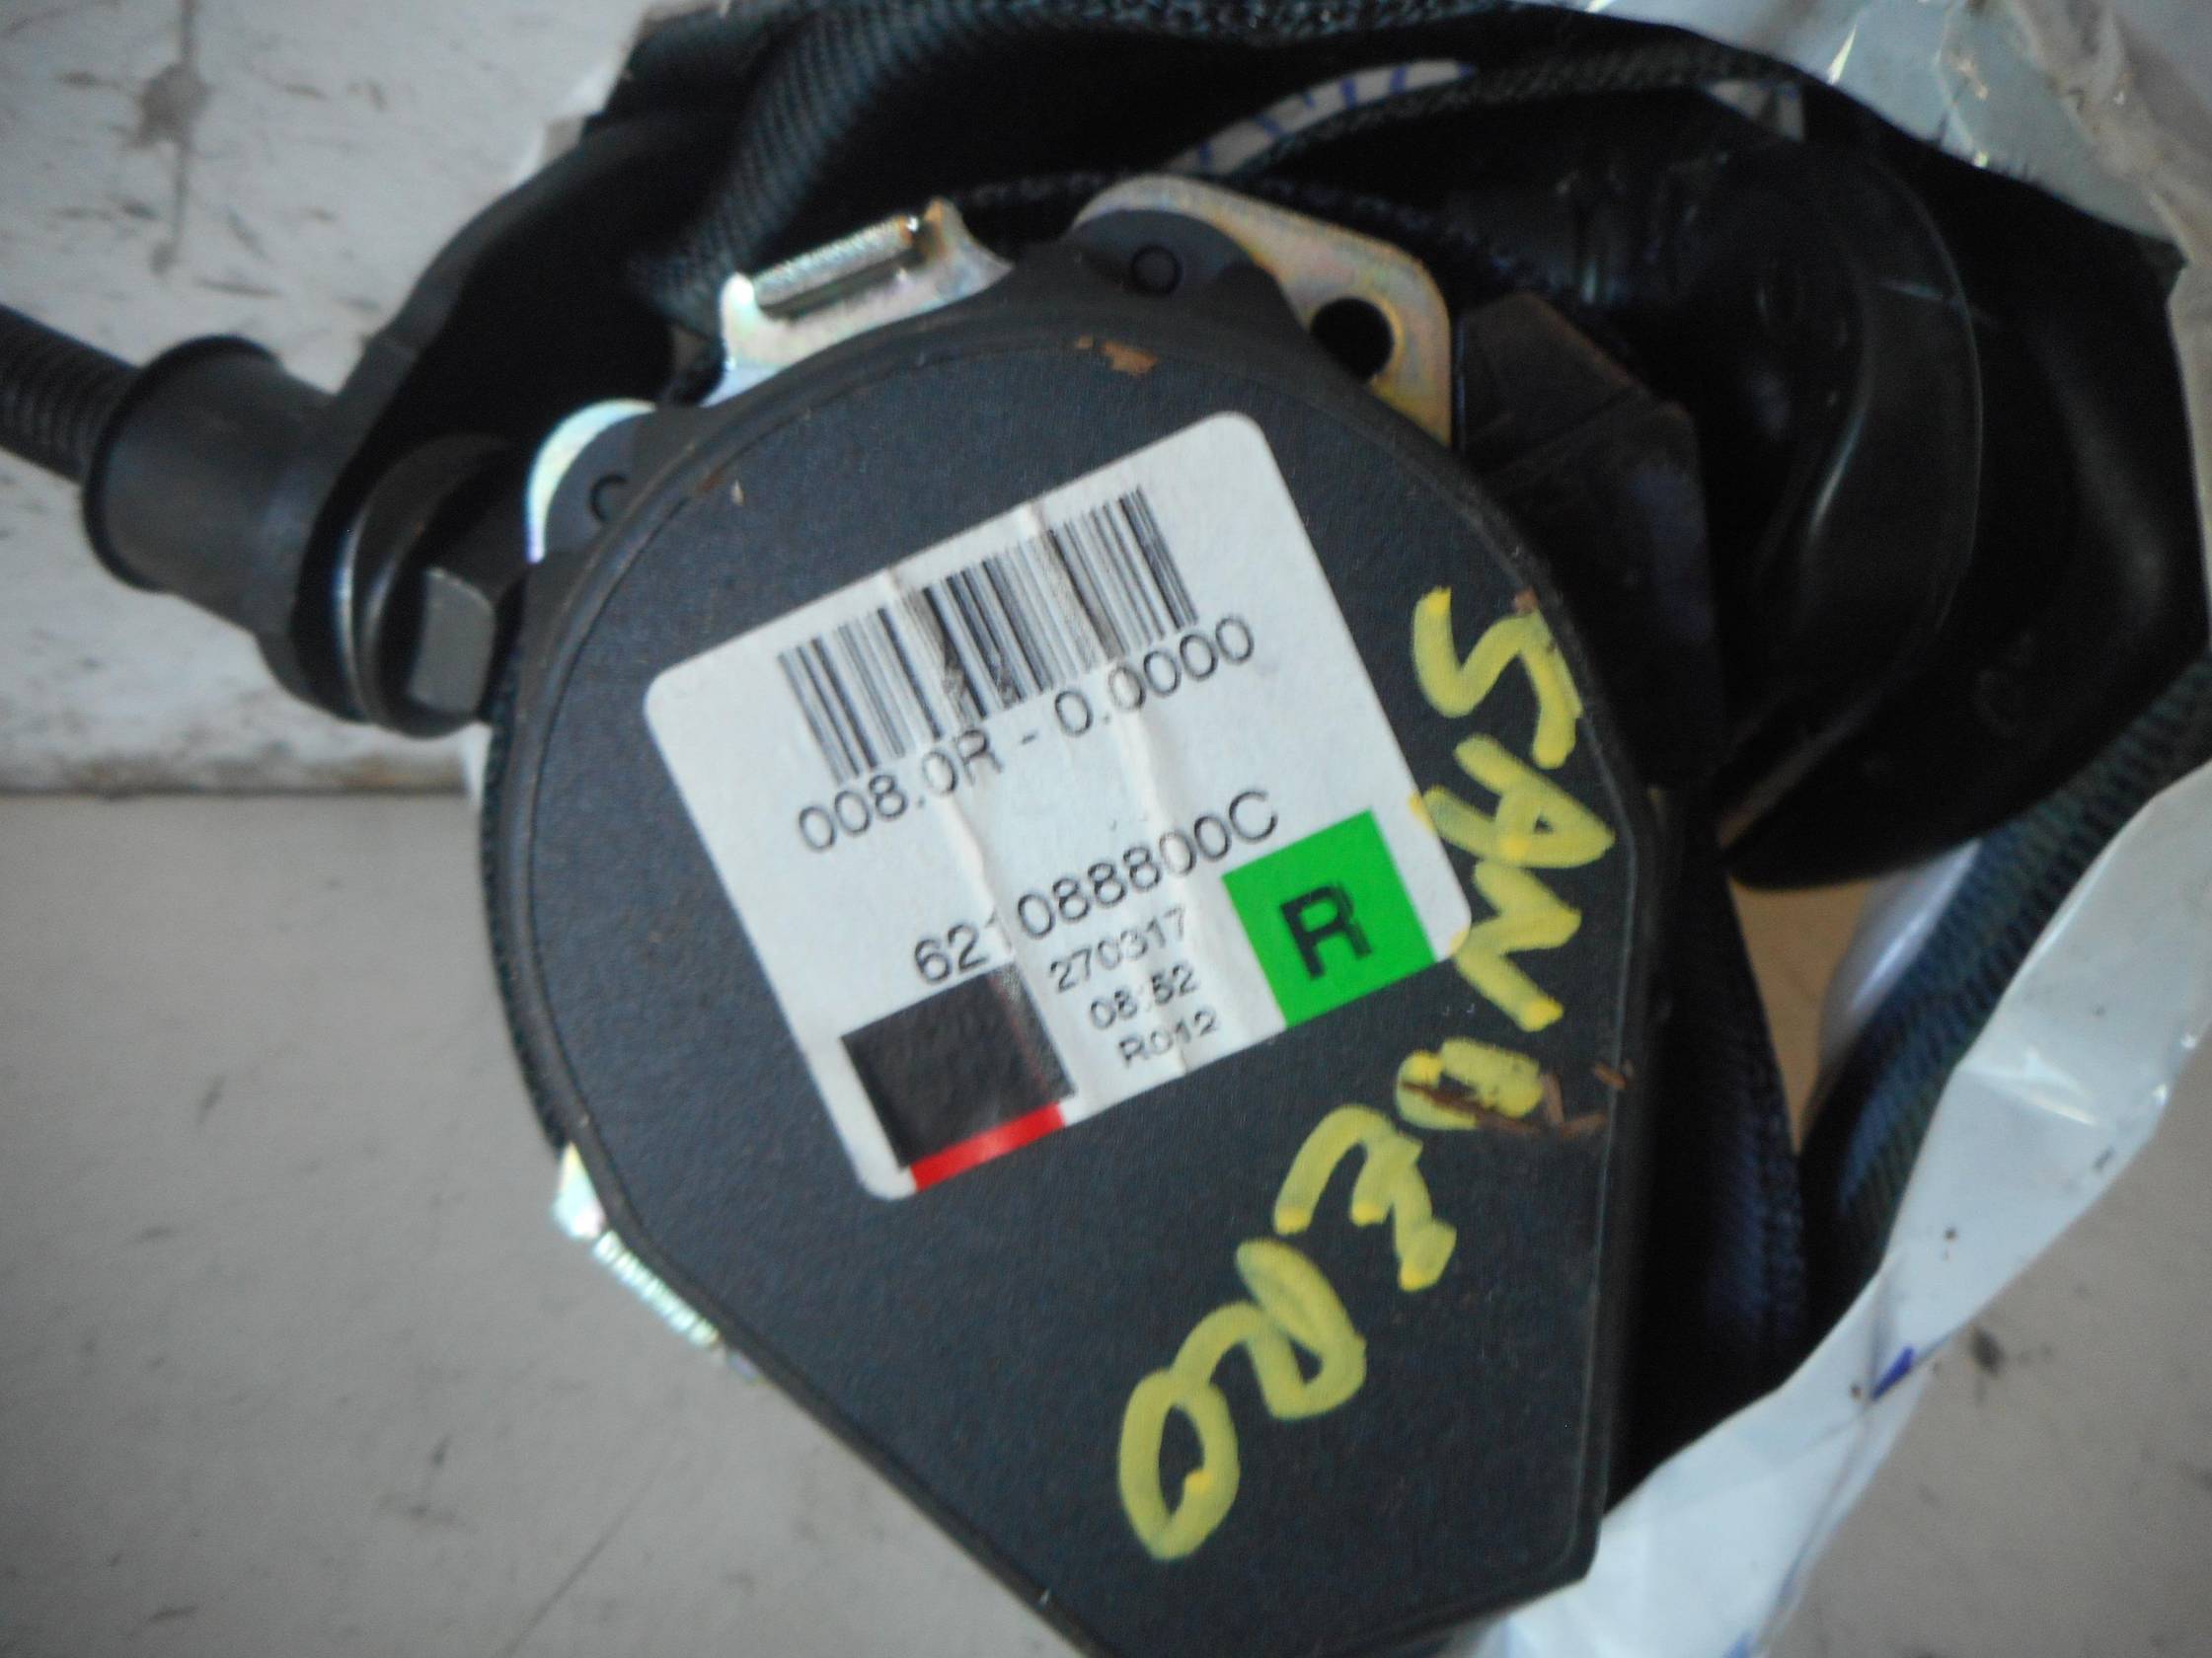 008.0R - 0.0000
621088800C
270317
08:52
R012
R
SANDERO